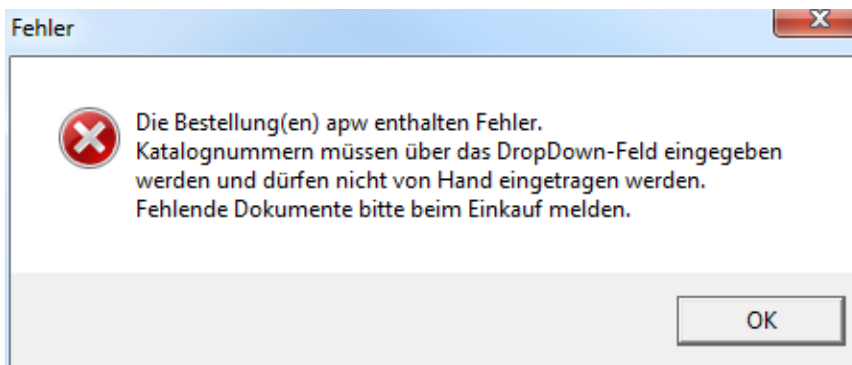 Fehler
Die Bestellung(en) apw enthalten Fehler.
Katalognummern müssen über das DropDown-Feld eingegeben
werden und dürfen nicht von Hand eingetragen werden.
Fehlende Dokumente bitte beim Einkauf melden.
OK